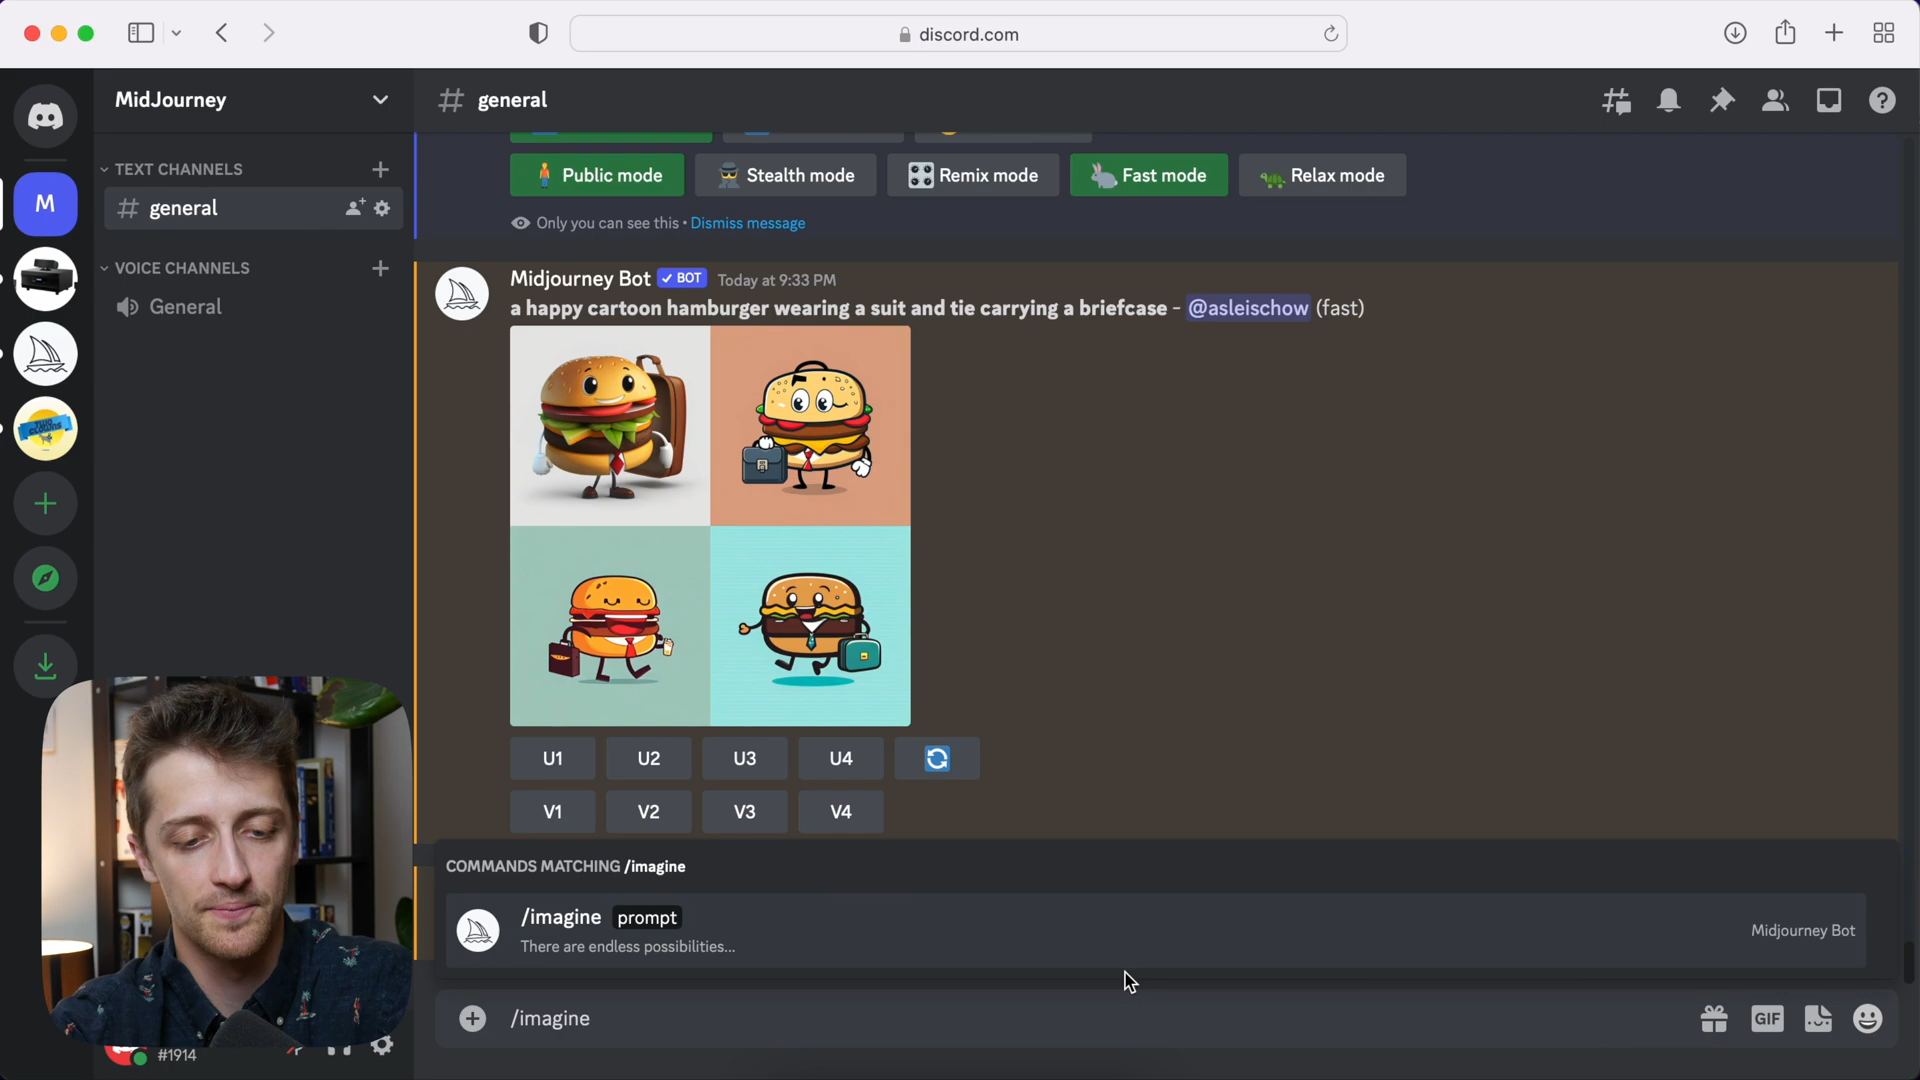 discord.com
MidJourney
general
TEXT CHANNELS
general
VOICE CHANNELS
General
M
TWO CLOWNS
Public mode
Stealth mode
Remix mode
Fast mode
Relax mode
Only you can see this • Dismiss message
Midjourney Bot ✓ BOT Today at 9:33 PM
a happy cartoon hamburger wearing a suit and tie carrying a briefcase - @asleischow (fast)
U1 U2 U3 U4
V1 V2 V3 V4
COMMANDS MATCHING /imagine
/imagine prompt
There are endless possibilities...
Midjourney Bot
/imagine
GIF
#1914